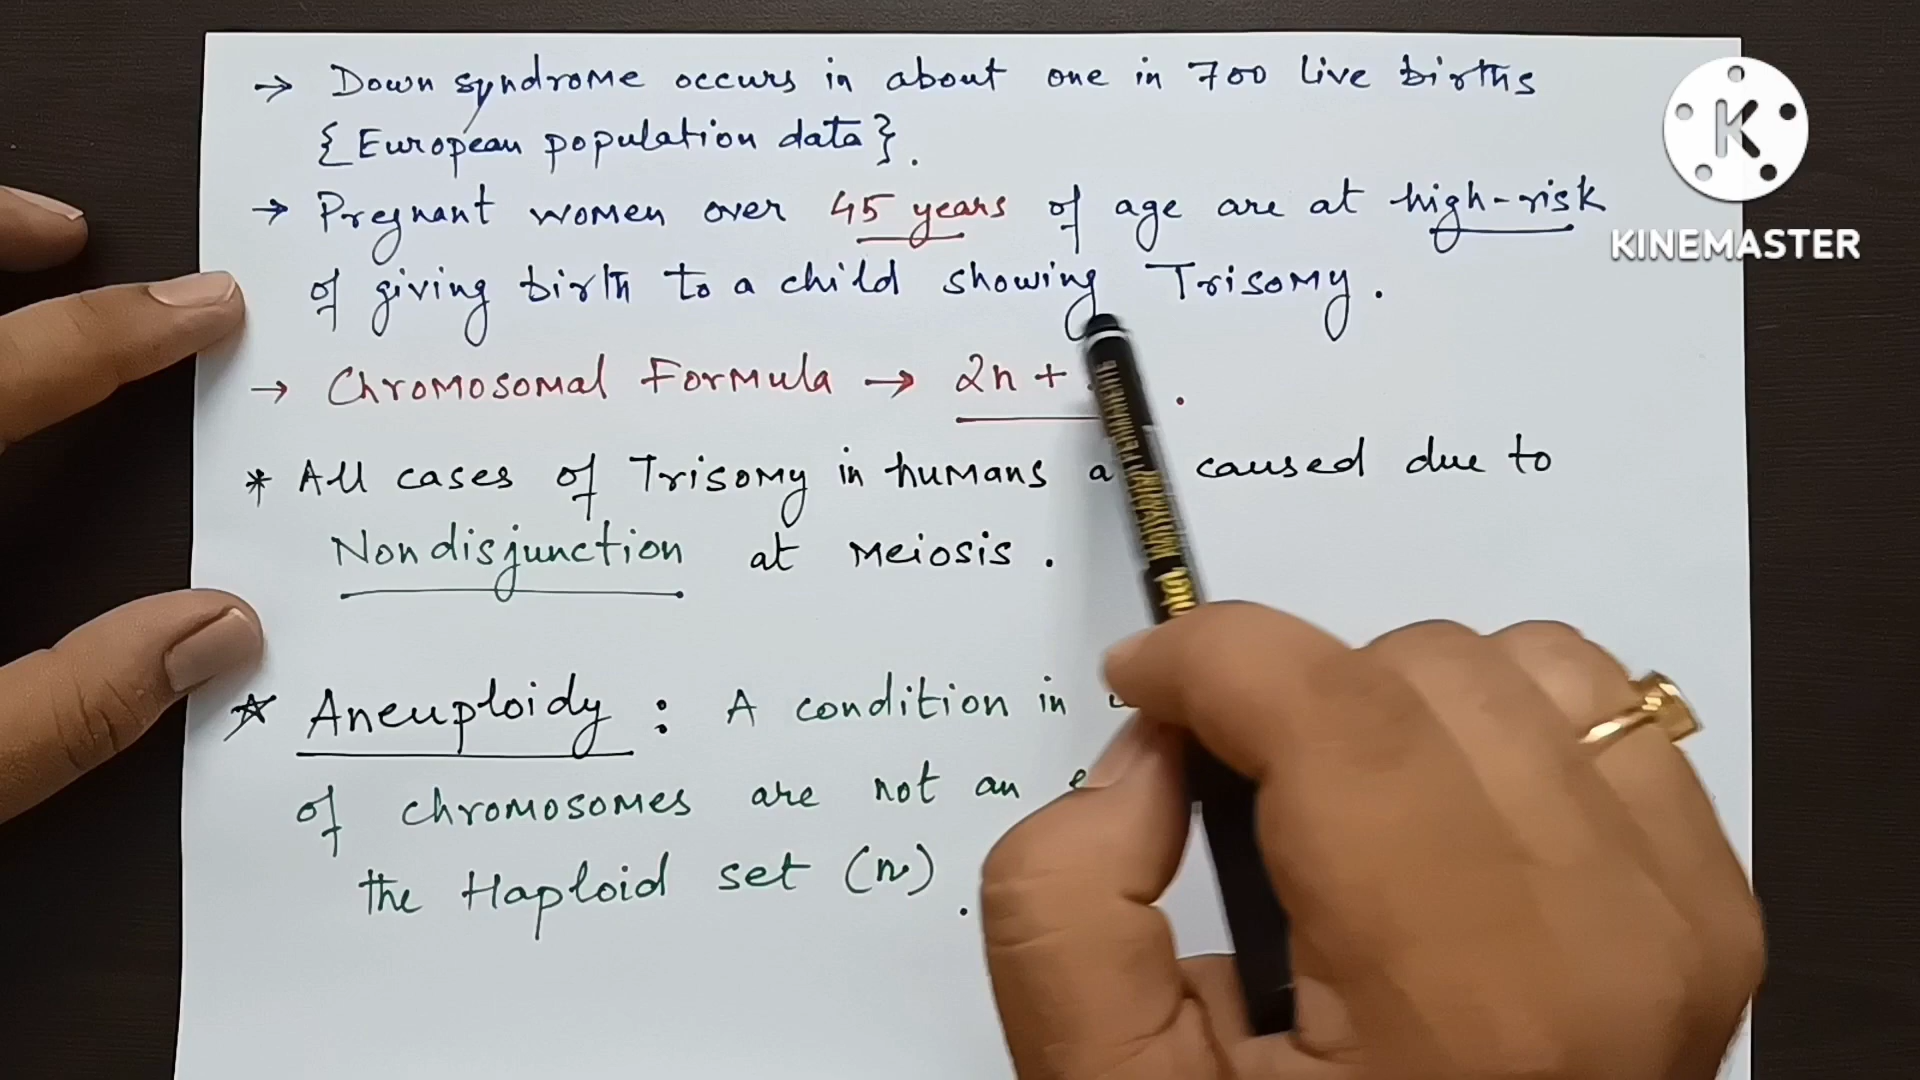 → Down syndrome occurs in about one in 700 live births
{European population data}.
→ Pregnant women over 45 years of age are at high-risk
of giving birth to a child showing Trisomy.
→ Chromosomal Formula → 2n + .
* All cases of Trisomy in humans a caused due to
Nondisjunction at meiosis.
☆ Aneuploidy : A condition in
of chromosomes are not an
the Haploid set (n) .
K
KINEMASTER